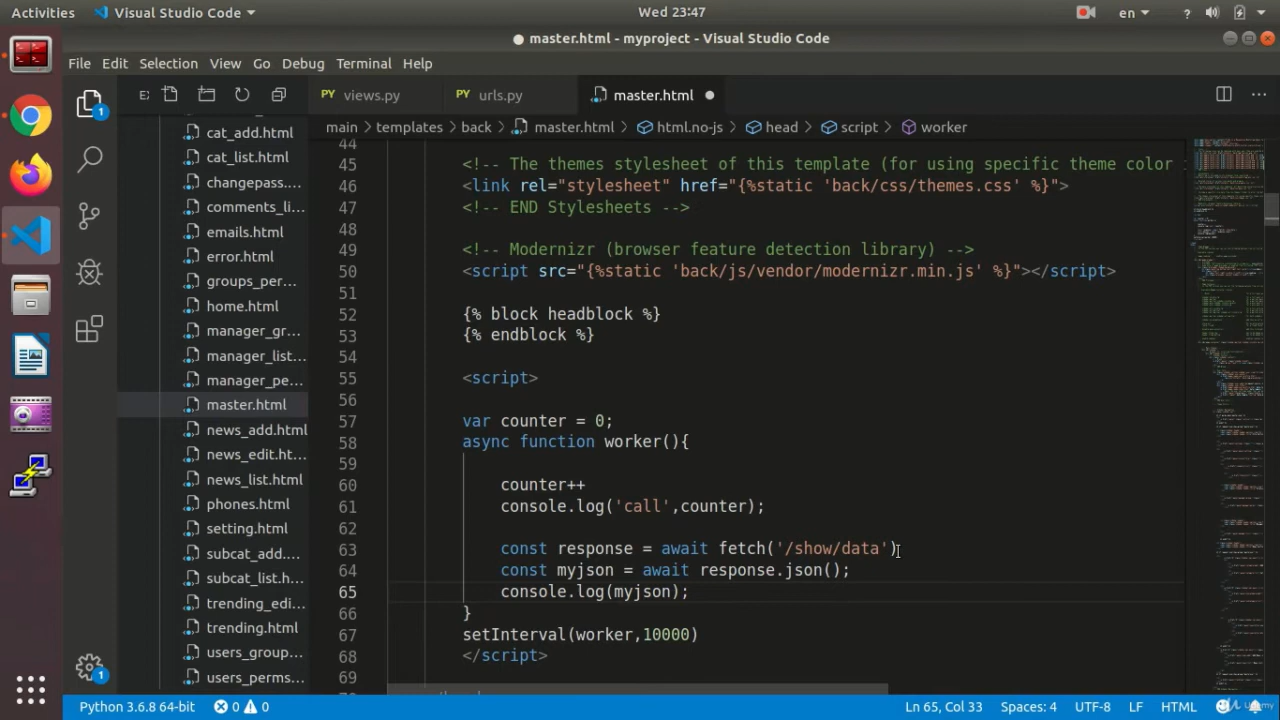 Activities
Visual Studio Code
Wed 23:47
en
?
● master.html - myproject - Visual Studio Code
File Edit Selection View Go Debug Terminal Help
views.py
urls.py
master.html ●
main > templates > back > master.html > html.no-js > head > script > worker
1
cat_add.html
cat_list.html
changepass....
comments_li...
emails.html
error.html
groups_per...
home.html
manager_gr...
manager_list...
manager_pe...
master.html
news_add.html
news_edit.ht...
news_list.html
phones.html
setting.html
subcat_add....
subcat_list.h...
trending_edi...
trending.html
users_group...
users_perms...
1
44
45 <!-- The themes stylesheet of this template (for using specific theme color
46 <link rel="stylesheet" href="{%static 'back/css/themes.css' %}">
47 <!-- END Stylesheets -->
48
49 <!-- Modernizr (browser feature detection library) -->
50 <script src="{%static 'back/js/vendor/modernizr.min.js' %}"></script>
51
52 {% block headblock %}
53 {% endblock %}
54
55 <script>
56
57 var counter = 0;
58 async function worker(){
59
60 counter++
61 console.log('call',counter);
62
63 const response = await fetch('/show/data')
64 const myjson = await response.json();
65 console.log(myjson);
66 }
67 setInterval(worker,10000)
68 </script>
69
Python 3.6.8 64-bit
0
0
Ln 65, Col 33
Spaces: 4
UTF-8
LF
HTML
Udemy